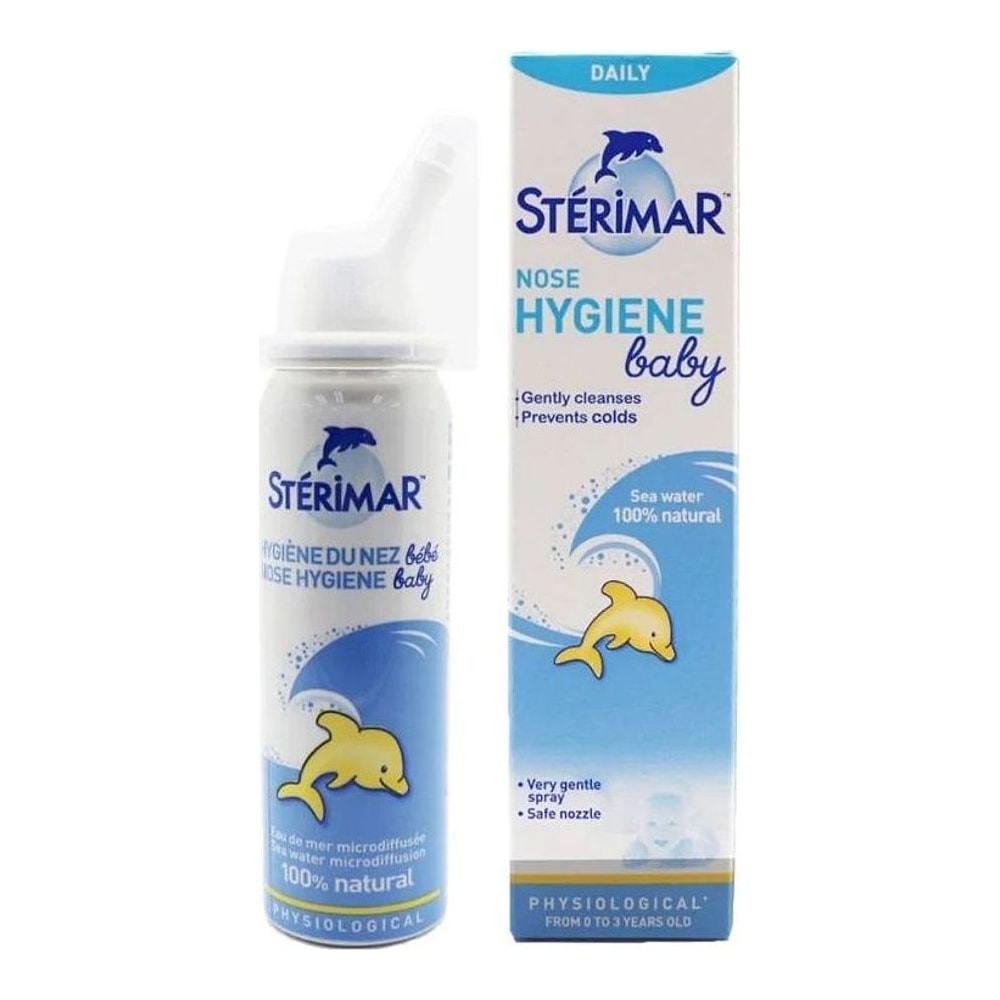 STÉRIMAR™
HYGIÈNE DU NEZ bébé
NOSE HYGIENE baby
Eau de mer microdiffusée
Sea water microdiffusion
100% natural
PHYSIOLOGICAL
DAILY
STÉRIMAR™
NOSE
HYGIENE
baby
• Gently cleanses
• Prevents colds
Sea water
100% natural
• Very gentle
spray
• Safe nozzle
PHYSIOLOGICAL*
FROM 0 TO 3 YEARS OLD